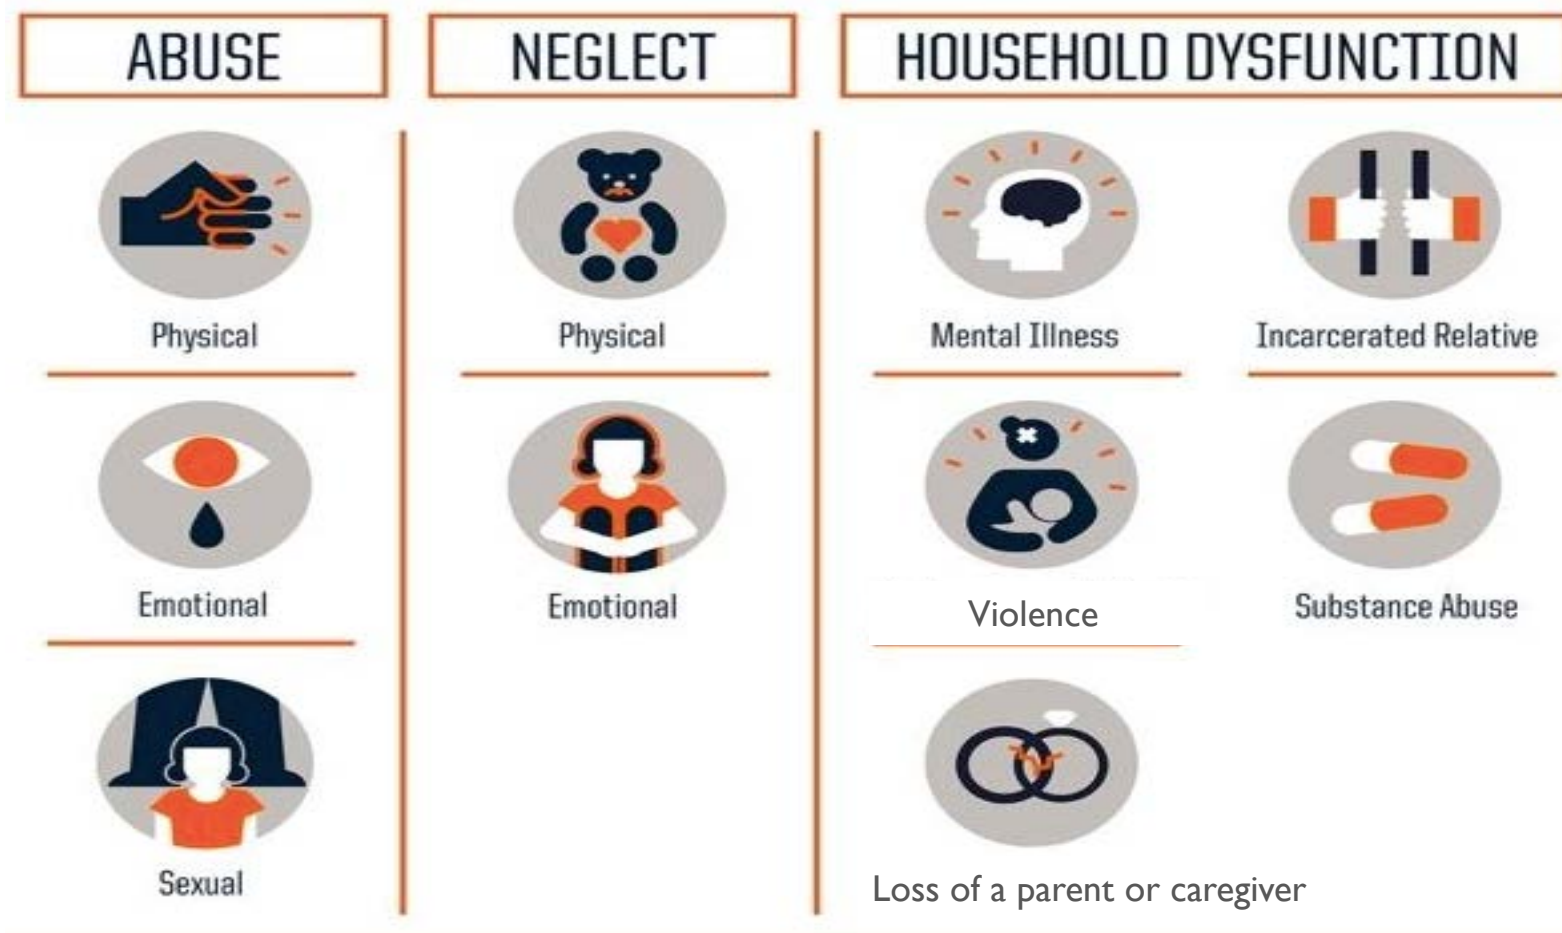 ABUSE
Physical
Emotional
Sexual
NEGLECT
Physical
Emotional
HOUSEHOLD DYSFUNCTION
Mental Illness
Incarcerated Relative
Violence
Substance Abuse
Loss of a parent or caregiver